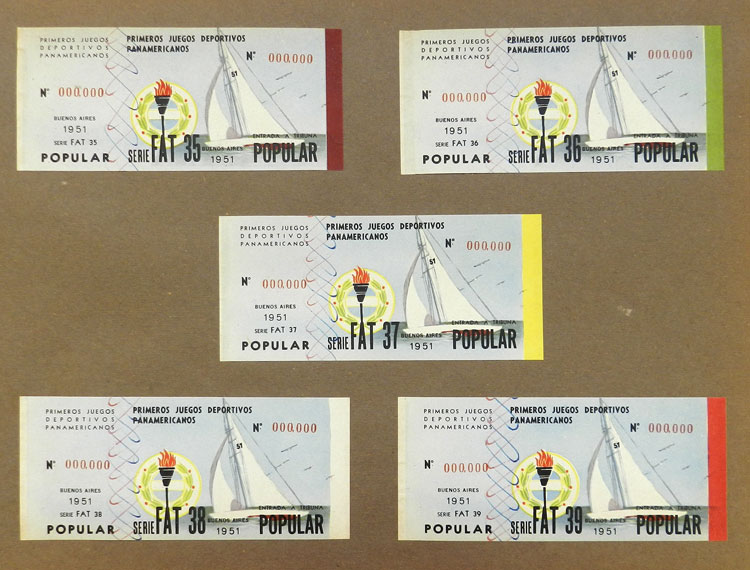 PRIMEROS JUEGOS
DEPORTIVOS
PANAMERICANOS
Nº 000.000
BUENOS AIRES
1951
SERIE FAT 35
POPULAR
PRIMEROS JUEGOS DEPORTIVOS
PANAMERICANOS
Nº 000.000
51
ENTRADA A TRIBUNA
SERIE FAT 35 BUENOS AIRES POPULAR
1951
PRIMEROS JUEGOS
DEPORTIVOS
PANAMERICANOS
Nº 000.000
BUENOS AIRES
1951
SERIE FAT 36
POPULAR
PRIMEROS JUEGOS DEPORTIVOS
PANAMERICANOS
Nº 000.000
51
ENTRADA A TRIBUNA
SERIE FAT 36 BUENOS AIRES POPULAR
1951
PRIMEROS JUEGOS
DEPORTIVOS
PANAMERICANOS
Nº 000.000
BUENOS AIRES
1951
SERIE FAT 37
POPULAR
PRIMEROS JUEGOS DEPORTIVOS
PANAMERICANOS
Nº 000.000
51
ENTRADA A TRIBUNA
SERIE FAT 37 BUENOS AIRES POPULAR
1951
PRIMEROS JUEGOS
DEPORTIVOS
PANAMERICANOS
Nº 000.000
BUENOS AIRES
1951
SERIE FAT 38
POPULAR
PRIMEROS JUEGOS DEPORTIVOS
PANAMERICANOS
Nº 000.000
51
ENTRADA A TRIBUNA
SERIE FAT 38 BUENOS AIRES POPULAR
1951
PRIMEROS JUEGOS
DEPORTIVOS
PANAMERICANOS
Nº 000.000
BUENOS AIRES
1951
SERIE FAT 39
POPULAR
PRIMEROS JUEGOS DEPORTIVOS
PANAMERICANOS
Nº 000.000
51
ENTRADA A TRIBUNA
SERIE FAT 39 BUENOS AIRES POPULAR
1951